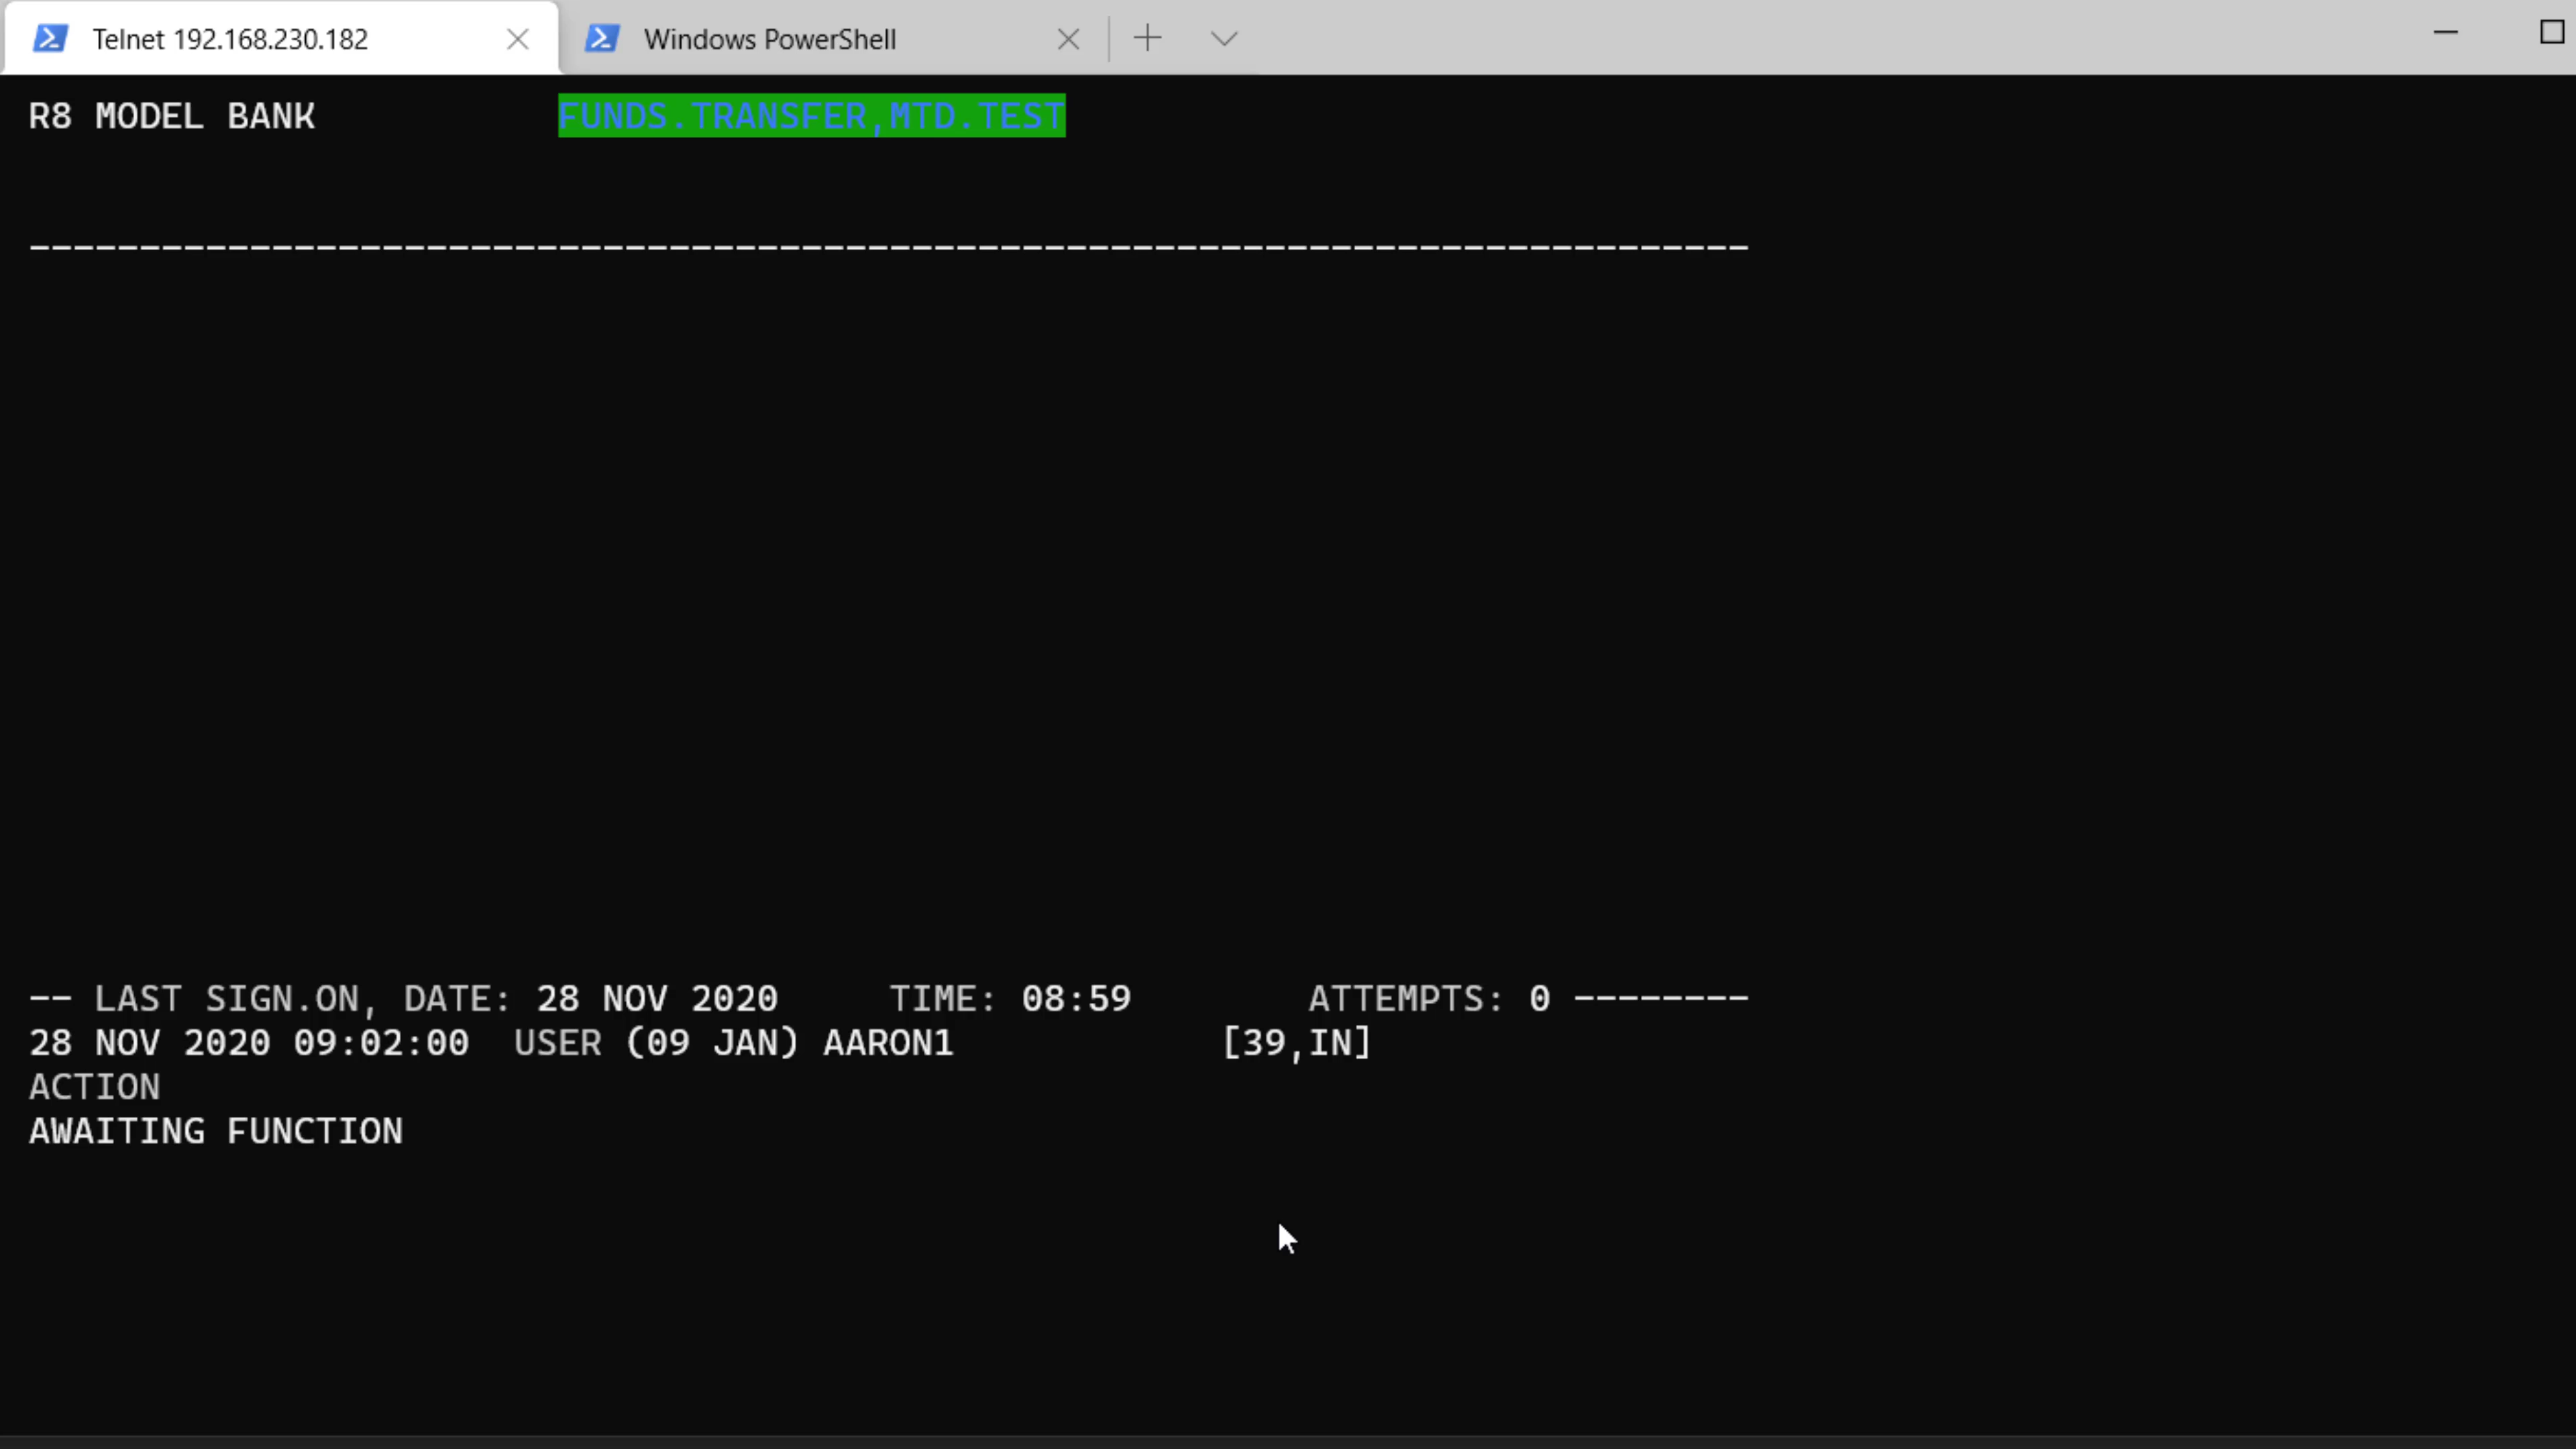 Telnet 192.168.230.182 Windows PowerShell
R8 MODEL BANK FUNDS.TRANSFER,MTD.TEST
------------------------------------------------------------------------------
-- LAST SIGN.ON, DATE: 28 NOV 2020 TIME: 08:59 ATTEMPTS: 0 --------
28 NOV 2020 09:02:00 USER (09 JAN) AARON1 [39,IN]
ACTION
AWAITING FUNCTION